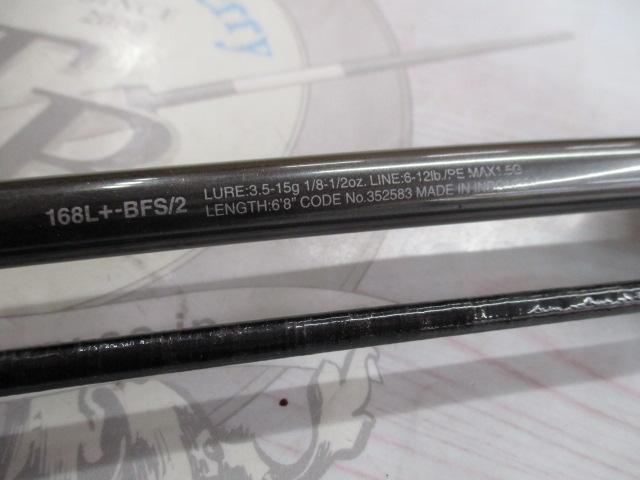 168L+-BFS/2
LURE:3.5-15g 1/8-1/2oz. LINE:6-12lb./PE MAX1.5G
LENGTH:6'8" CODE No.352583 MADE IN